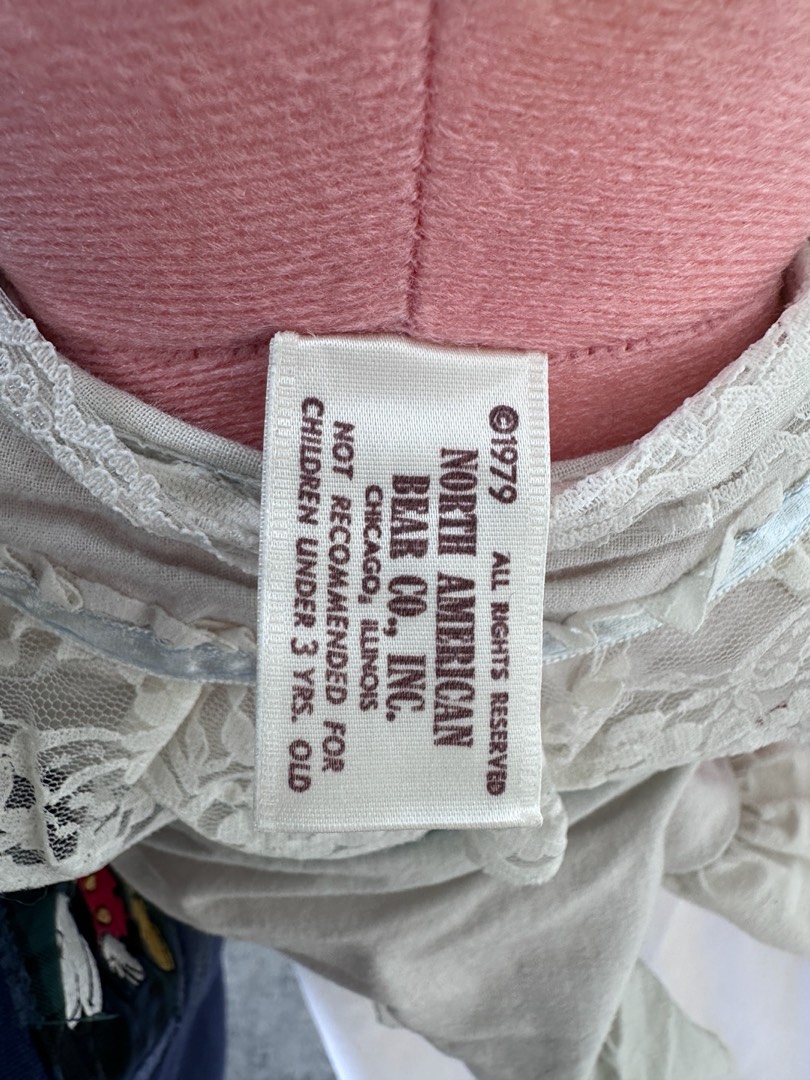 ©1979 ALL RIGHTS RESERVED
NORTH AMERICAN
BEAR CO., INC.
CHICAGO, ILLINOIS
NOT RECOMMENDED FOR
CHILDREN UNDER 3 YRS. OLD